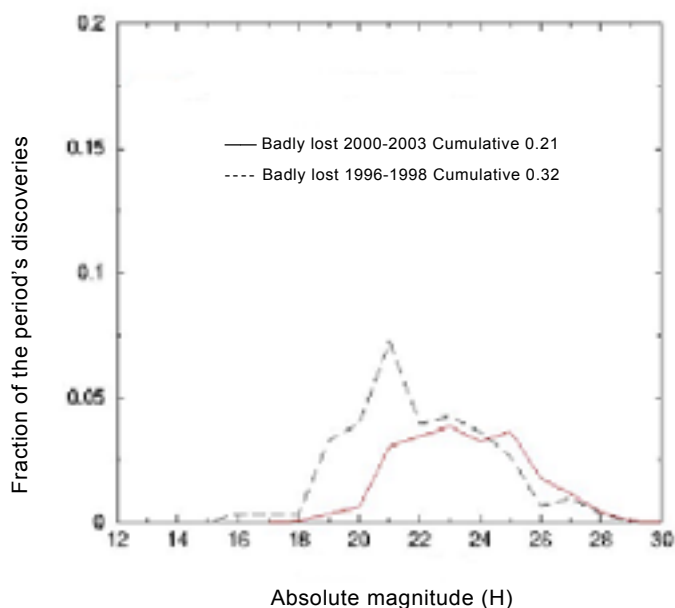 0.2
0.15
0.1
0.05
0
12 14 16 18 20 22 24 26 28 30
Fraction of the period's discoveries
Badly lost 2000-2003 Cumulative 0.21
Badly lost 1996-1998 Cumulative 0.32
Absolute magnitude (H)